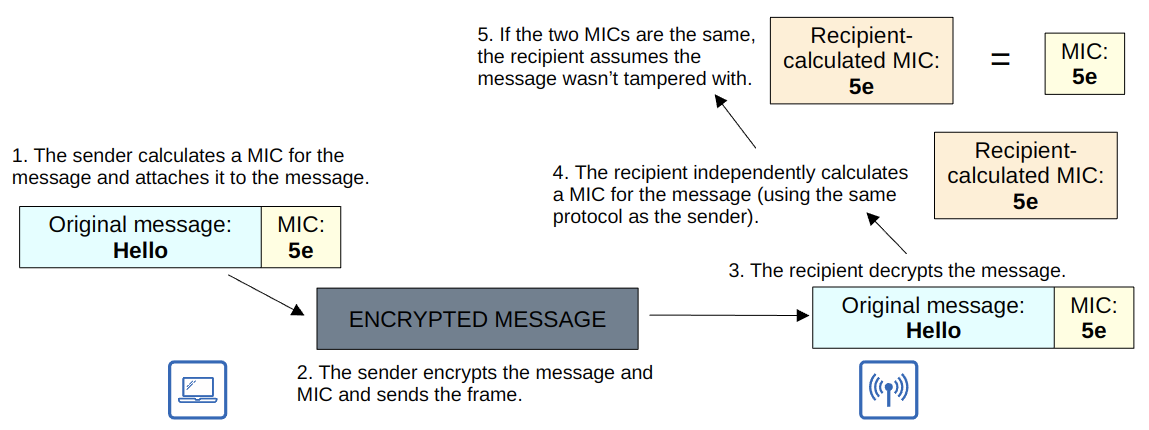 1. The sender calculates a MIC for the
message and attaches it to the message.
Original message:
Hello
MIC:
5e
ENCRYPTED MESSAGE
2. The sender encrypts the message and
MIC and sends the frame.
3. The recipient decrypts the message.
Original message:
Hello
MIC:
5e
4. The recipient independently calculates
a MIC for the message (using the same
protocol as the sender).
Recipient-
calculated MIC:
5e
5. If the two MICs are the same,
the recipient assumes the
message wasn’t tampered with.
Recipient-
calculated MIC:
5e
=
MIC:
5e